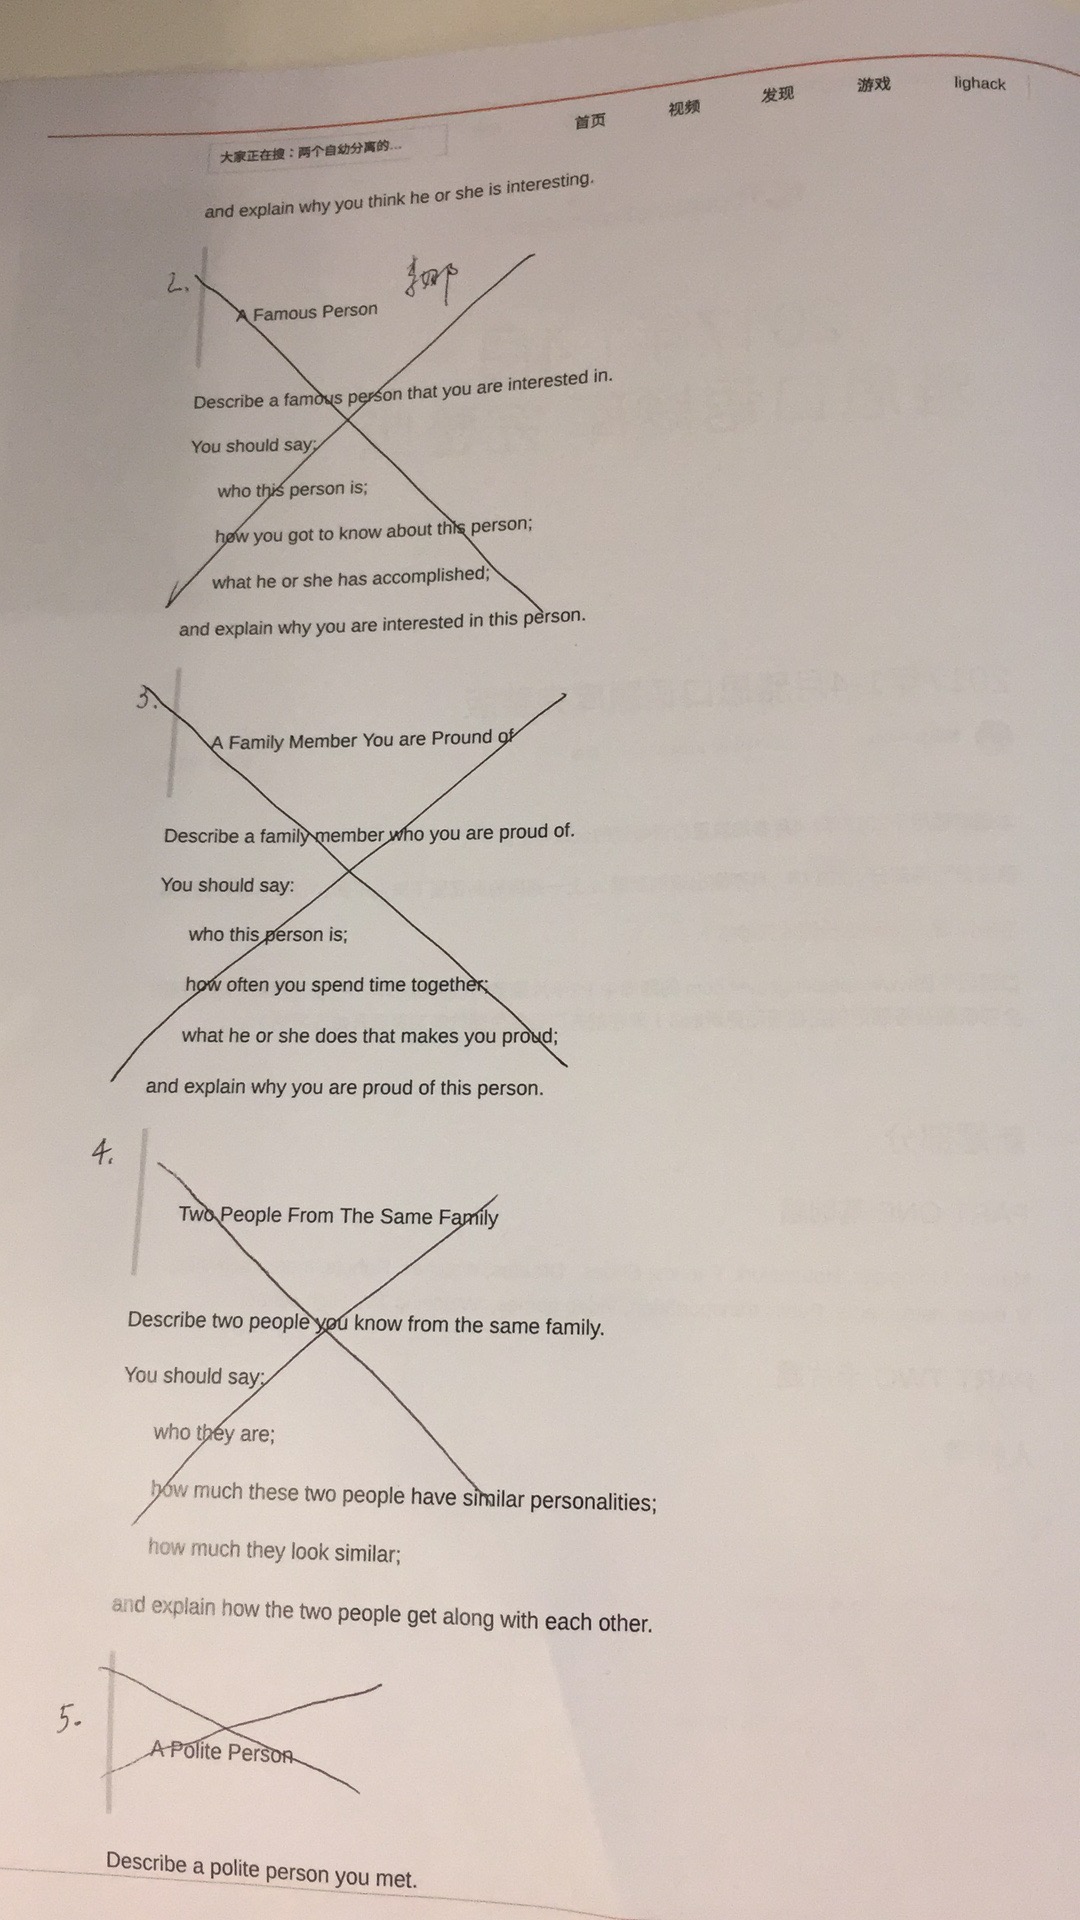 首页 视频 发现 游戏 lighack
大家正在搜：两个自动分离的...
and explain why you think he or she is interesting.
2.
A Famous Person
Describe a famous person that you are interested in.
You should say:
who this person is;
how you got to know about this person;
what he or she has accomplished;
and explain why you are interested in this person.
3.
A Family Member You are Pround of
Describe a family member who you are proud of.
You should say:
who this person is;
how often you spend time together;
what he or she does that makes you proud;
and explain why you are proud of this person.
4.
Two People From The Same Family
Describe two people you know from the same family.
You should say:
who they are;
how much these two people have similar personalities;
how much they look similar;
and explain how the two people get along with each other.
5.
A Polite Person
Describe a polite person you met.